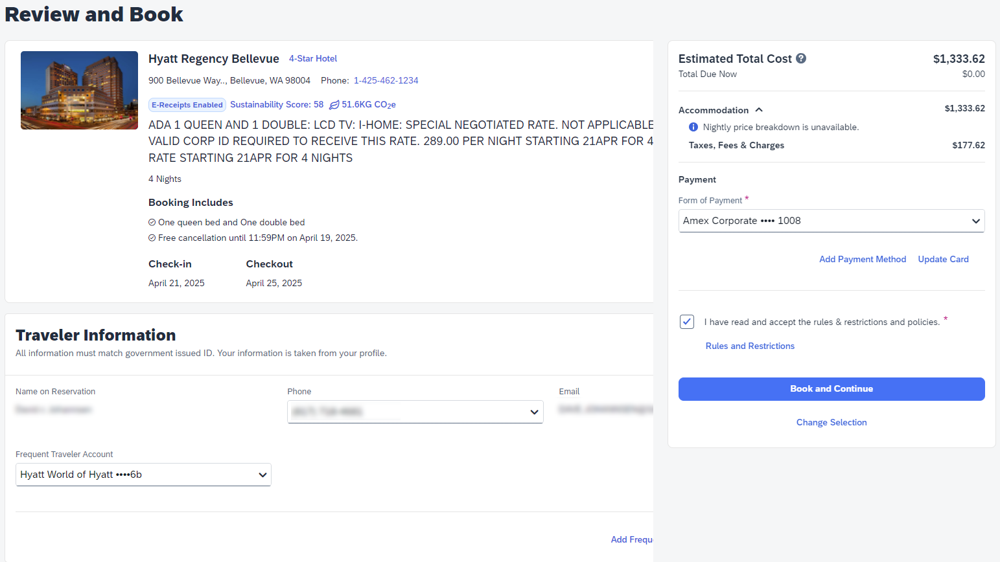 Review and Book
Hyatt Regency Bellevue 4-Star Hotel
900 Bellevue Way.., Bellevue, WA 98004 Phone: 1-425-462-1234
E-Receipts Enabled Sustainability Score: 58 51.6KG CO₂e
ADA 1 QUEEN AND 1 DOUBLE: LCD TV: I-HOME: SPECIAL NEGOTIATED RATE. NOT APPLICABLE
VALID CORP ID REQUIRED TO RECEIVE THIS RATE. 289.00 PER NIGHT STARTING 21APR FOR 4
RATE STARTING 21APR FOR 4 NIGHTS
4 Nights
Booking Includes
One queen bed and One double bed
Free cancellation until 11:59PM on April 19, 2025.
Check-in Checkout
April 21, 2025 April 25, 2025
Traveler Information
All information must match government issued ID. Your information is taken from your profile.
Name on Reservation Phone Email
Frequent Traveler Account
Hyatt World of Hyatt ••••6b
Add Frequ
Estimated Total Cost ? $1,333.62
Total Due Now $0.00
Accommodation $1,333.62
Nightly price breakdown is unavailable.
Taxes, Fees & Charges $177.62
Payment
Form of Payment *
Amex Corporate •••• 1008
Add Payment Method Update Card
I have read and accept the rules & restrictions and policies. *
Rules and Restrictions
Book and Continue
Change Selection